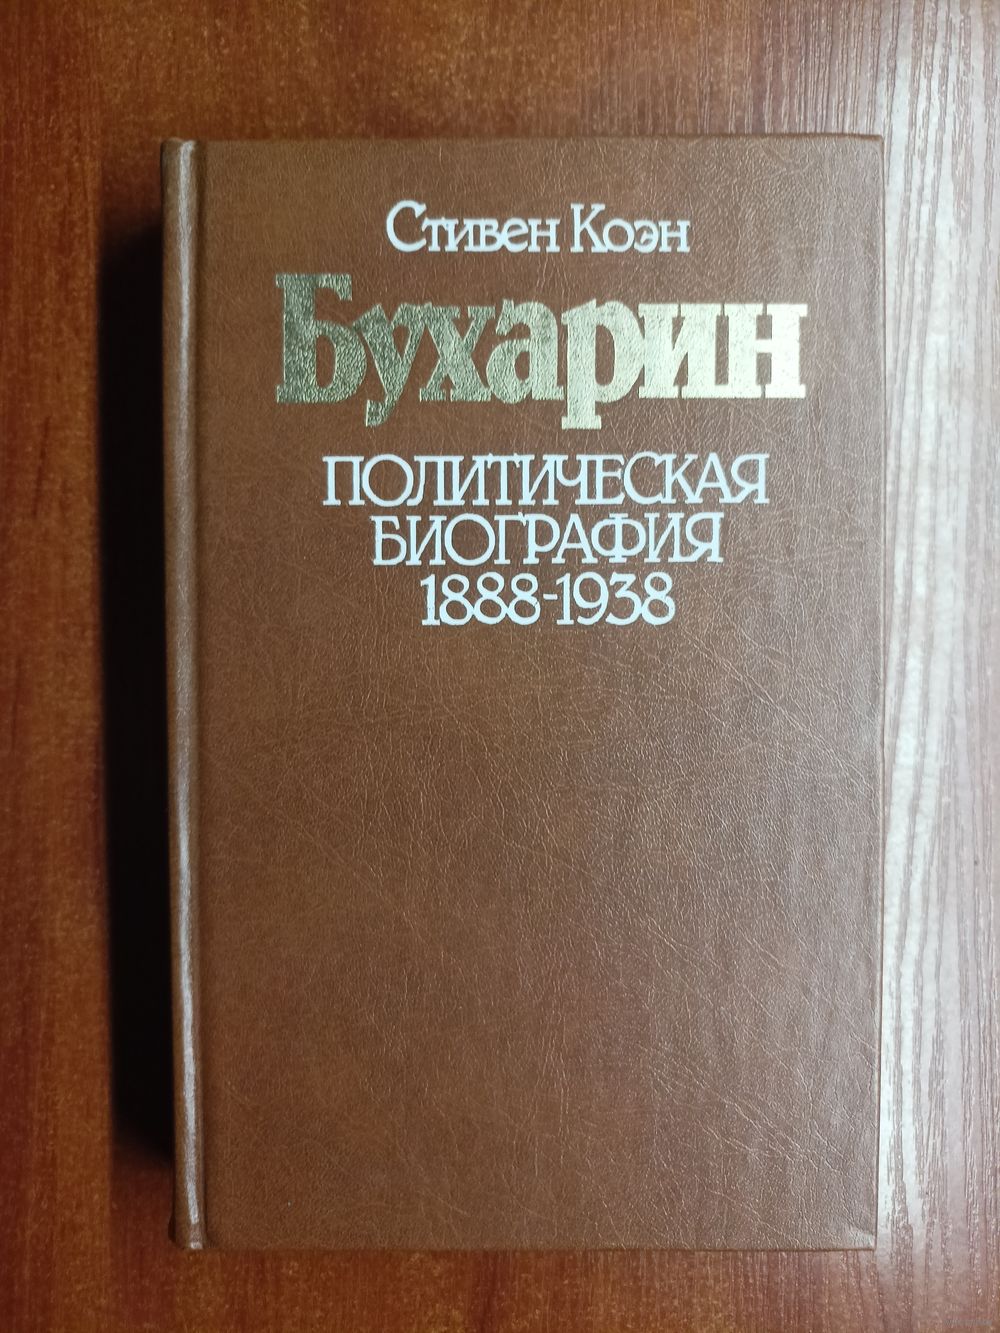 Стивен Коэн
Бухарин
ПОЛИТИЧЕСКАЯ
БИОГРАФИЯ
1888-1938